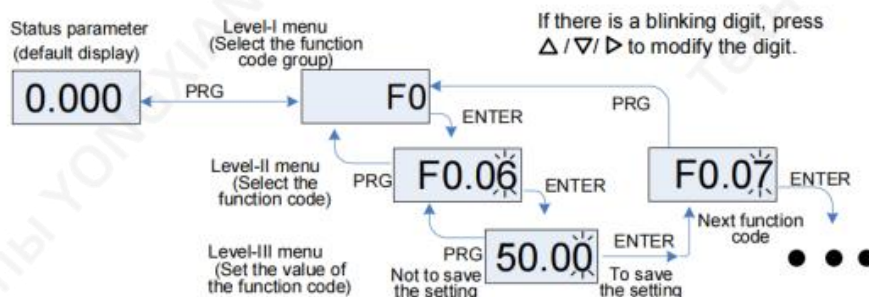 Status parameter
(default display)
Level-I menu
(Select the function
code group)
If there is a blinking digit, press
△ / ▽/ ▷ to modify the digit.
0.000
PRG
F0
ENTER
PRG
Level-II menu
(Select the
function code)
PRG
F0.06
ENTER
F0.07
ENTER
Next function
code
Level-III menu
(Set the value of
the function code)
PRG
Not to save
the setting
50.00
ENTER
To save
the setting